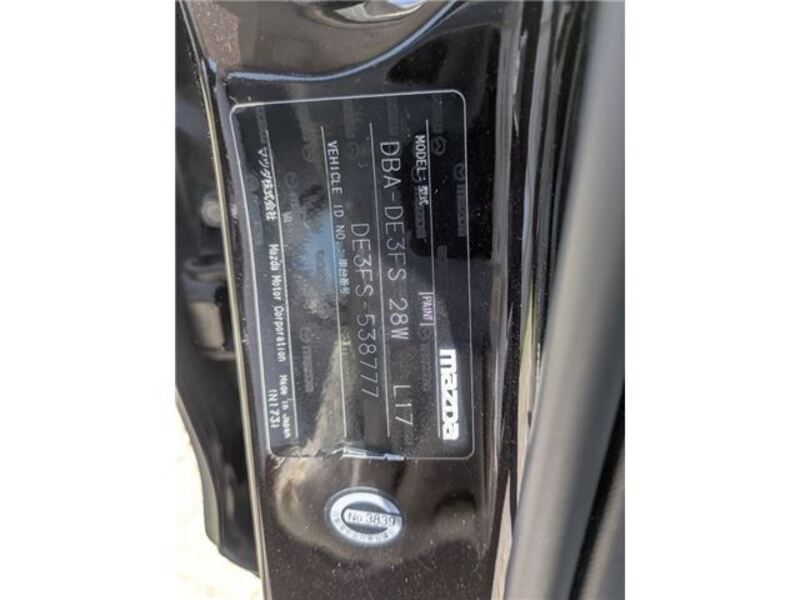 mazda
MODEL:型式
PAINT
DBA-DE3FS 28W L17
VEHICLE ID NO.:車台番号
DE3FS-538777
マツダ株式会社 Mazda Motor Corporation Made in Japan
(N173)
No.3839